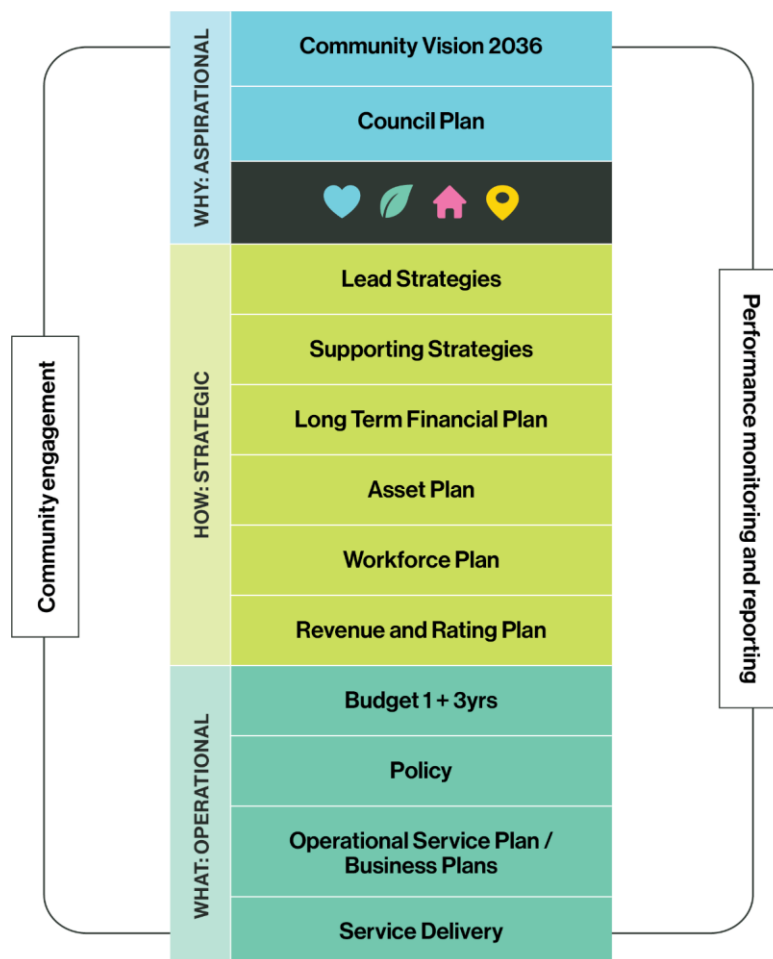 Community engagement
WHY: ASPIRATIONAL
Community Vision 2036
Council Plan
HOW: STRATEGIC
Lead Strategies
Supporting Strategies
Long Term Financial Plan
Asset Plan
Workforce Plan
Revenue and Rating Plan
WHAT: OPERATIONAL
Budget 1 + 3yrs
Policy
Operational Service Plan /
Business Plans
Service Delivery
Performance monitoring and reporting